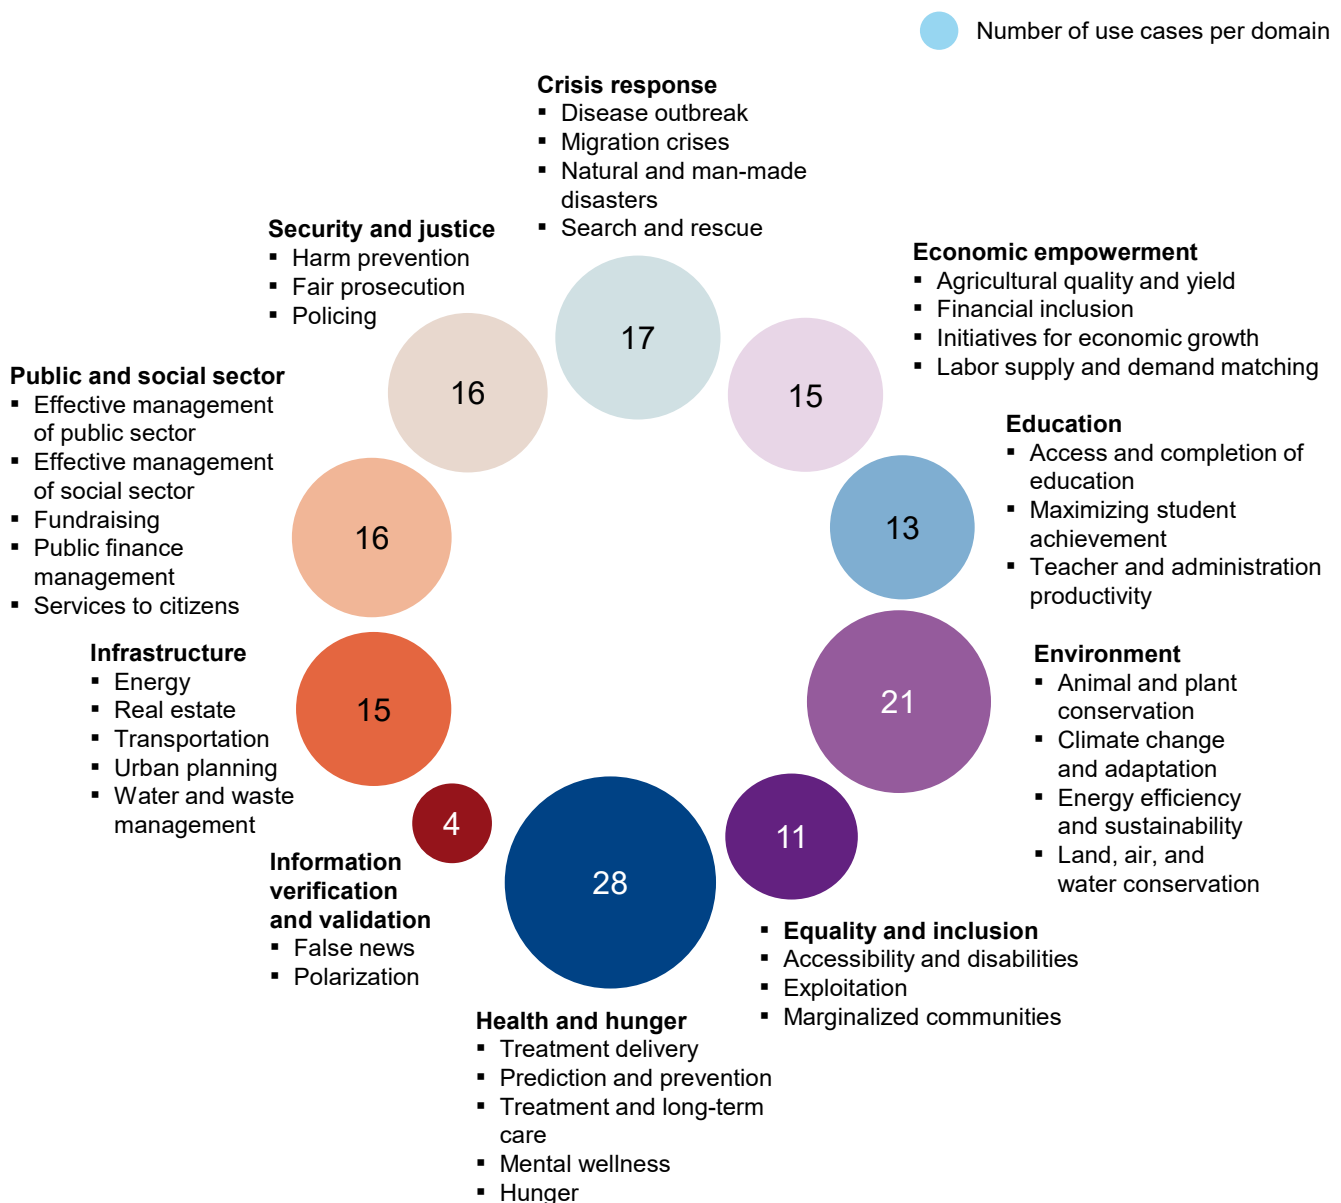 Number of use cases per domain
Crisis response
▪ Disease outbreak
▪ Migration crises
▪ Natural and man-made
disasters
▪ Search and rescue
17
Security and justice
▪ Harm prevention
▪ Fair prosecution
▪ Policing
16
Economic empowerment
▪ Agricultural quality and yield
▪ Financial inclusion
▪ Initiatives for economic growth
▪ Labor supply and demand matching
15
Public and social sector
▪ Effective management
of public sector
▪ Effective management
of social sector
▪ Fundraising
▪ Public finance
management
▪ Services to citizens
16
Education
▪ Access and completion of
education
▪ Maximizing student
achievement
▪ Teacher and administration
productivity
13
Infrastructure
▪ Energy
▪ Real estate
▪ Transportation
▪ Urban planning
▪ Water and waste
management
15
Environment
▪ Animal and plant
conservation
▪ Climate change
and adaptation
▪ Energy efficiency
and sustainability
▪ Land, air, and
water conservation
21
4
Information
verification
and validation
▪ False news
▪ Polarization
28
Health and hunger
▪ Treatment delivery
▪ Prediction and prevention
▪ Treatment and long-term
care
▪ Mental wellness
▪ Hunger
11
▪ Equality and inclusion
▪ Accessibility and disabilities
▪ Exploitation
▪ Marginalized communities